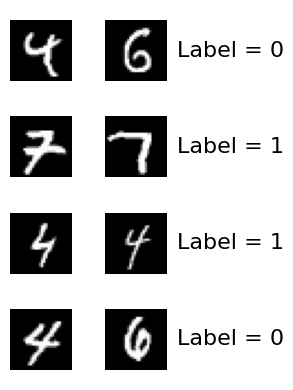 4 6 Label = 0
7 7 Label = 1
4 4 Label = 1
4 6 Label = 0